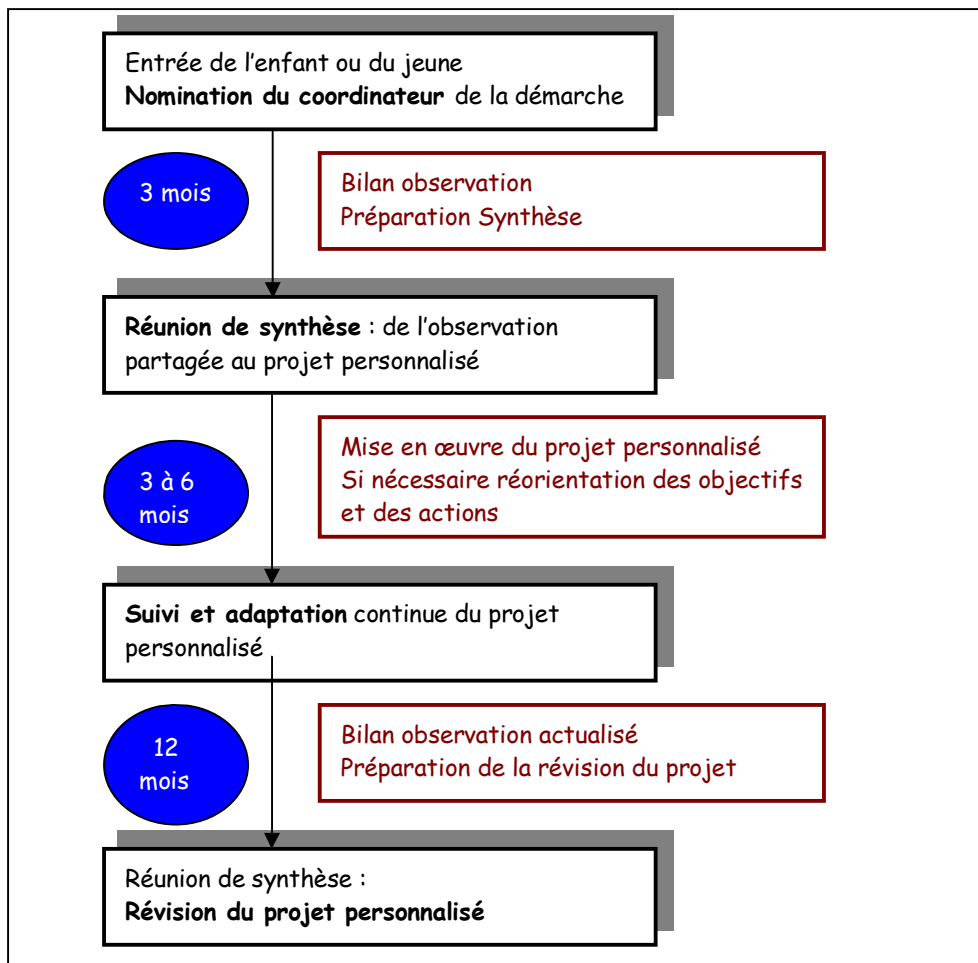 Entrée de l'enfant ou du jeune
Nomination du coordinateur de la démarche
3 mois
Bilan observation
Préparation Synthèse
Réunion de synthèse : de l'observation
partagée au projet personnalisé
3 à 6
mois
Mise en œuvre du projet personnalisé
Si nécessaire réorientation des objectifs
et des actions
Suivi et adaptation continue du projet
personnalisé
12
mois
Bilan observation actualisé
Préparation de la révision du projet
Réunion de synthèse :
Révision du projet personnalisé